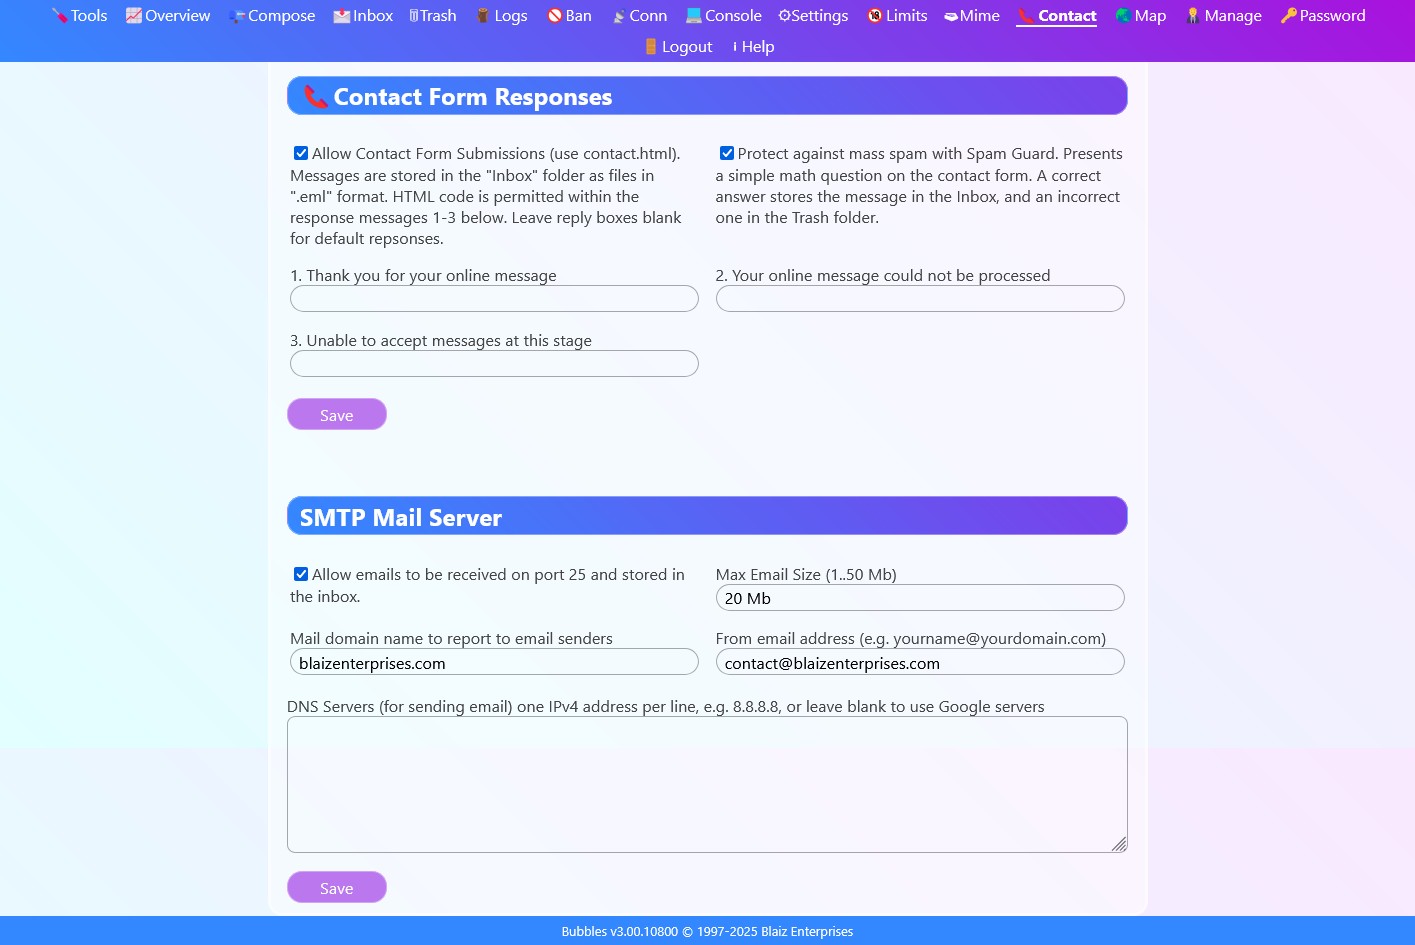 Tools Overview Compose Inbox Trash Logs Ban Conn Console Settings Limits Mime Contact Map Manage Password
Logout Help
Contact Form Responses
Allow Contact Form Submissions (use contact.html).
Messages are stored in the "Inbox" folder as files in
".eml" format. HTML code is permitted within the
response messages 1-3 below. Leave reply boxes blank
for default repsonses.
Protect against mass spam with Spam Guard. Presents
a simple math question on the contact form. A correct
answer stores the message in the Inbox, and an incorrect
one in the Trash folder.
1. Thank you for your online message
2. Your online message could not be processed
3. Unable to accept messages at this stage
Save
SMTP Mail Server
Allow emails to be received on port 25 and stored in
the inbox.
Max Email Size (1..50 Mb)
20 Mb
Mail domain name to report to email senders
blaizenterprises.com
From email address (e.g. yourname@yourdomain.com)
contact@blaizenterprises.com
DNS Servers (for sending email) one IPv4 address per line, e.g. 8.8.8.8, or leave blank to use Google servers
Save
Bubbles v3.00.10800 © 1997-2025 Blaiz Enterprises